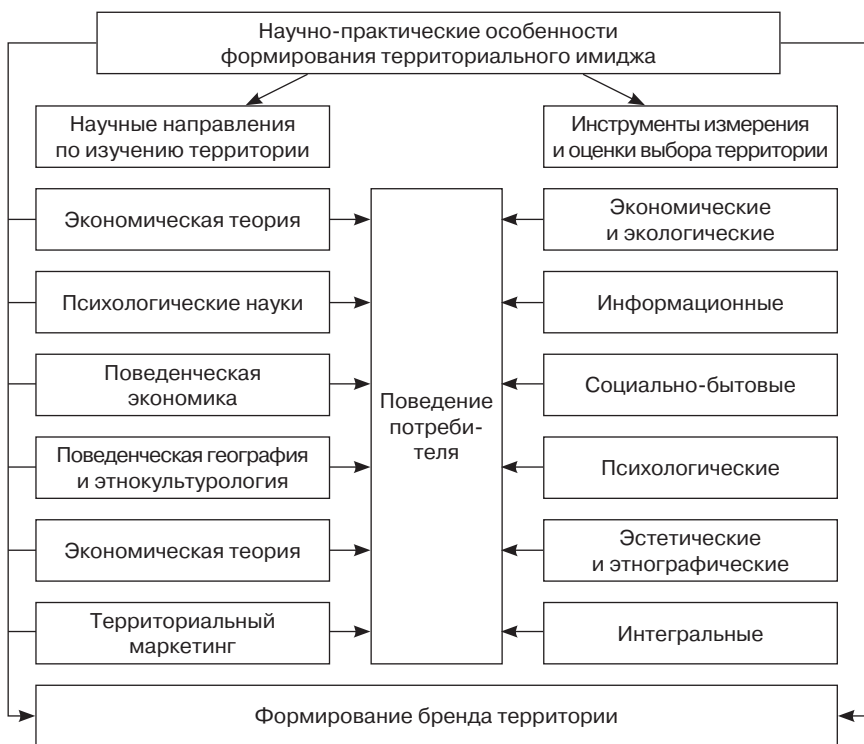 Научно-практические особенности
формирования территориального имиджа
Научные направления
по изучению территории
Инструменты измерения
и оценки выбора территории
Экономическая теория
Психологические науки
Поведенческая
экономика
Поведенческая география
и этнокультурология
Экономическая теория
Территориальный
маркетинг
Поведение
потреби-
теля
Экономические
и экологические
Информационные
Социально-бытовые
Психологические
Эстетические
и этнографические
Интегральные
Формирование бренда территории